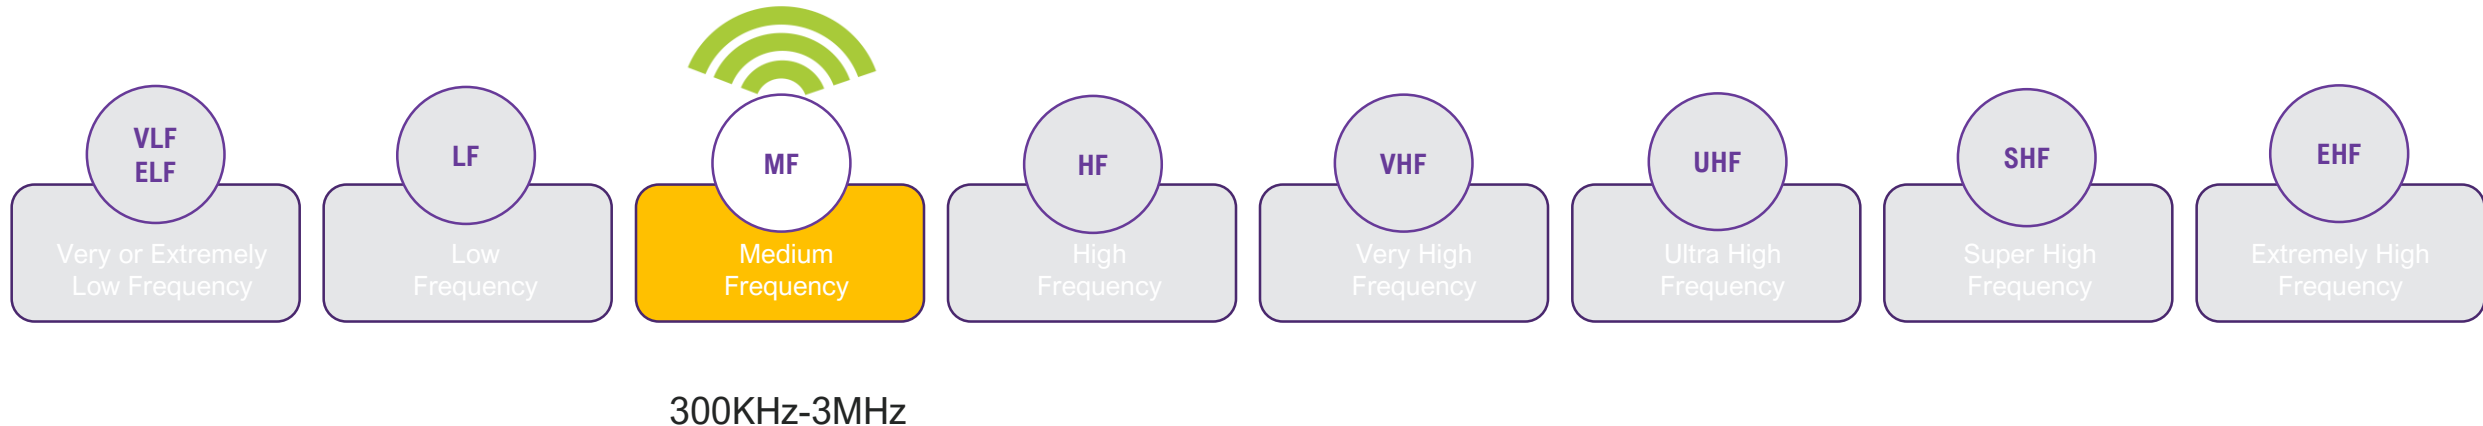 VLF
ELF
Very or Extremely
Low Frequency
LF
Low
Frequency
MF
Medium
Frequency
HF
High
Frequency
VHF
Very High
Frequency
UHF
Ultra High
Frequency
SHF
Super High
Frequency
EHF
Extremely High
Frequency
300KHz-3MHz